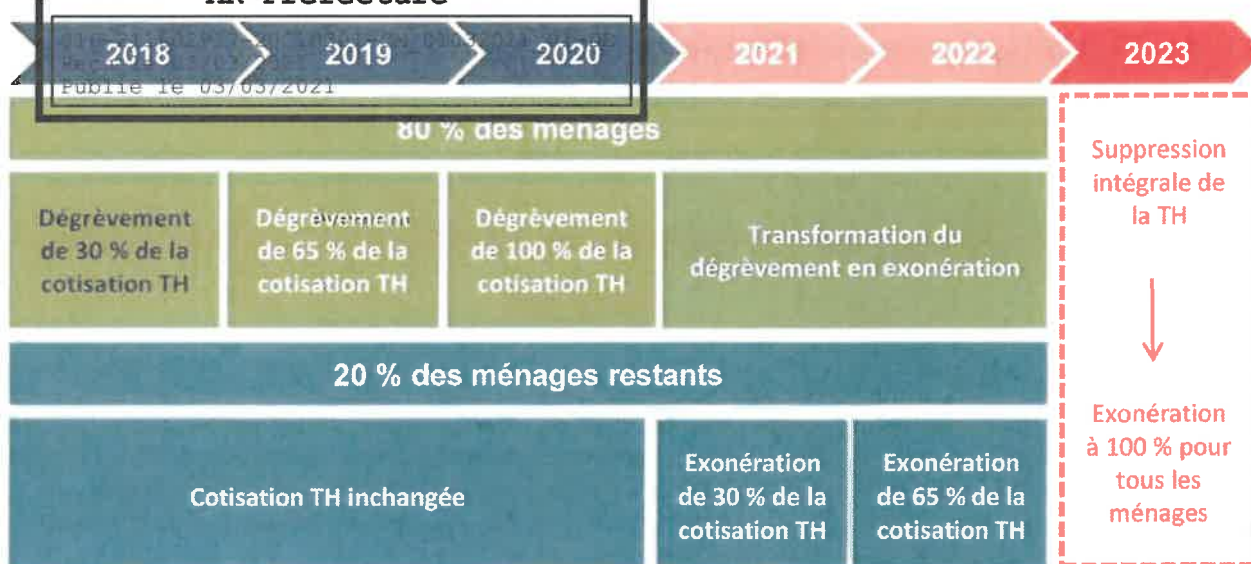 AR Prefecture
2018
2019
2020
2021
2022
2023
Publie le 03/03/2021
80 % des ménages
Dégrèvement
de 30 % de la
cotisation TH
Dégrèvement
de 65 % de la
cotisation TH
Dégrèvement
de 100 % de la
cotisation TH
Transformation du
dégrèvement en exonération
20 % des ménages restants
Cotisation TH inchangée
Exonération
de 30 % de la
cotisation TH
Exonération
de 65 % de la
cotisation TH
Suppression
intégrale de
la TH
Exonération
à 100 % pour
tous les
ménages